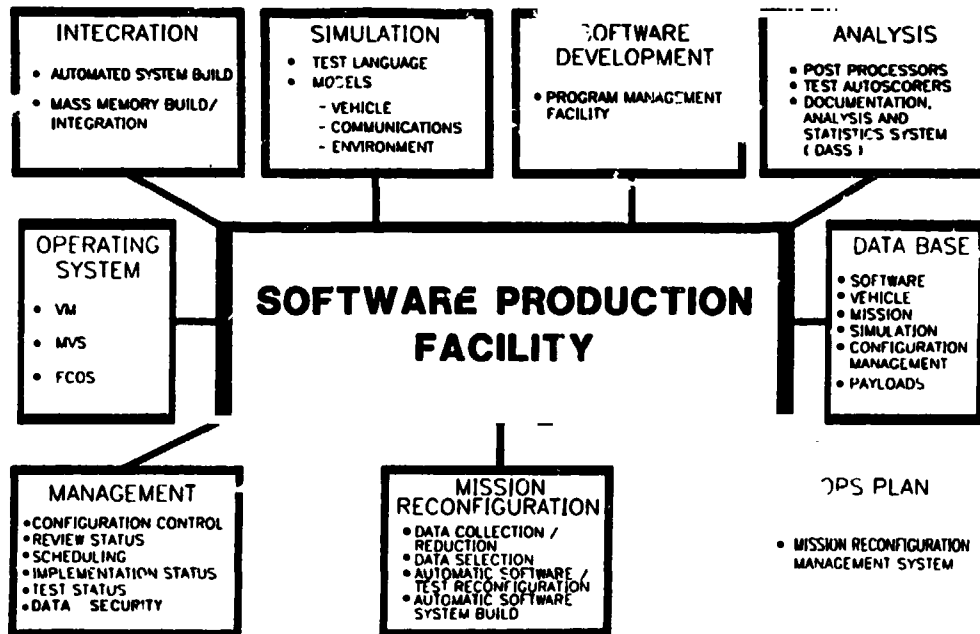 INTEGRATION
• AUTOMATED SYSTEM BUILD
• MASS MEMORY BUILD/
INTEGRATION
SIMULATION
• TEST LANGUAGE
• MODELS
- VEHICLE
- COMMUNICATIONS
- ENVIRONMENT
SOFTWARE
DEVELOPMENT
• PROGRAM MANAGEMENT
FACILITY
ANALYSIS
• POST PROCESSORS
• TEST AUTOSCORERS
• DOCUMENTATION,
ANALYSIS AND
STATISTICS SYSTEM
( DASS )
OPERATING
SYSTEM
• VM
• MVS
• FCOS
SOFTWARE PRODUCTION
FACILITY
DATA BASE
• SOFTWARE
• VEHICLE
• MISSION
• SIMULATION
• CONFIGURATION
MANAGEMENT
• PAYLOADS
MANAGEMENT
• CONFIGURATION CONTROL
• REVIEW STATUS
• SCHEDULING
• IMPLEMENTATION STATUS
• TEST STATUS
• DATA SECURITY
MISSION
RECONFIGURATION
• DATA COLLECTION /
REDUCTION
• DATA SELECTION
• AUTOMATIC SOFTWARE /
TEST RECONFIGURATION
• AUTOMATIC SOFTWARE
SYSTEM BUILD
OPS PLAN
• MISSION RECONFIGURATION
MANAGEMENT SYSTEM